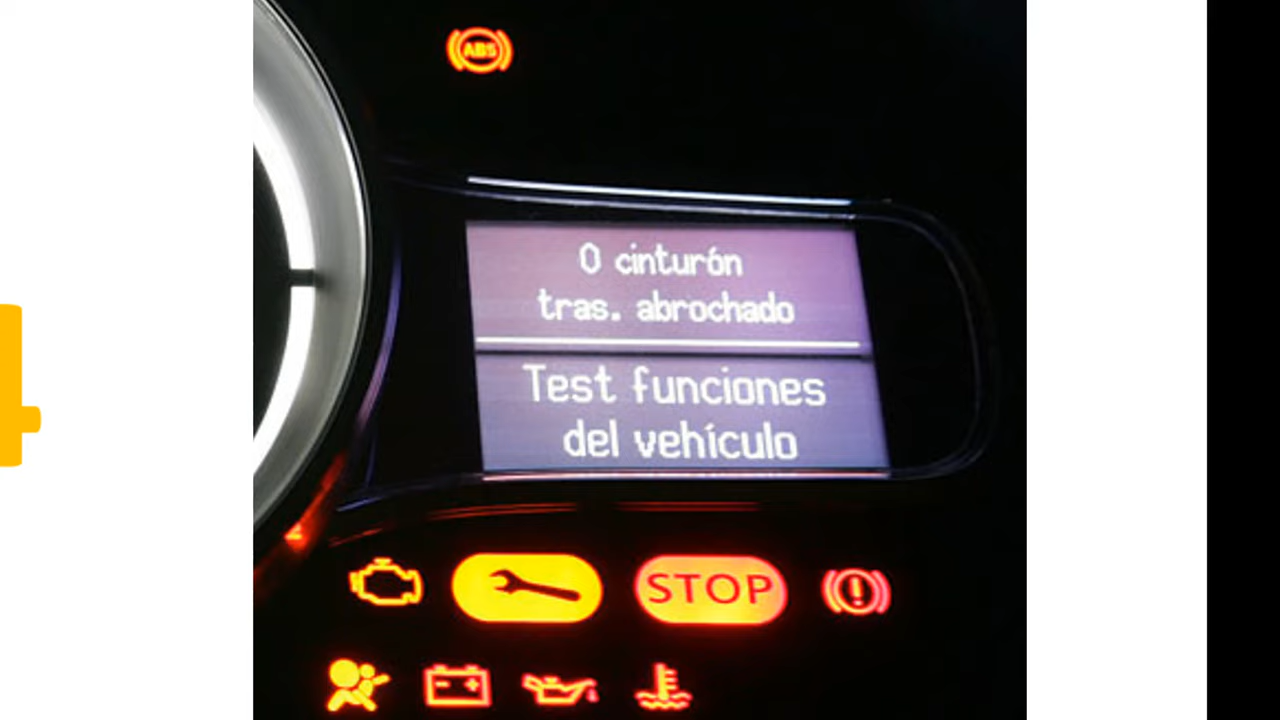 ABS
0 cinturón
tras. abrochado
Test funciones
del vehículo
STOP